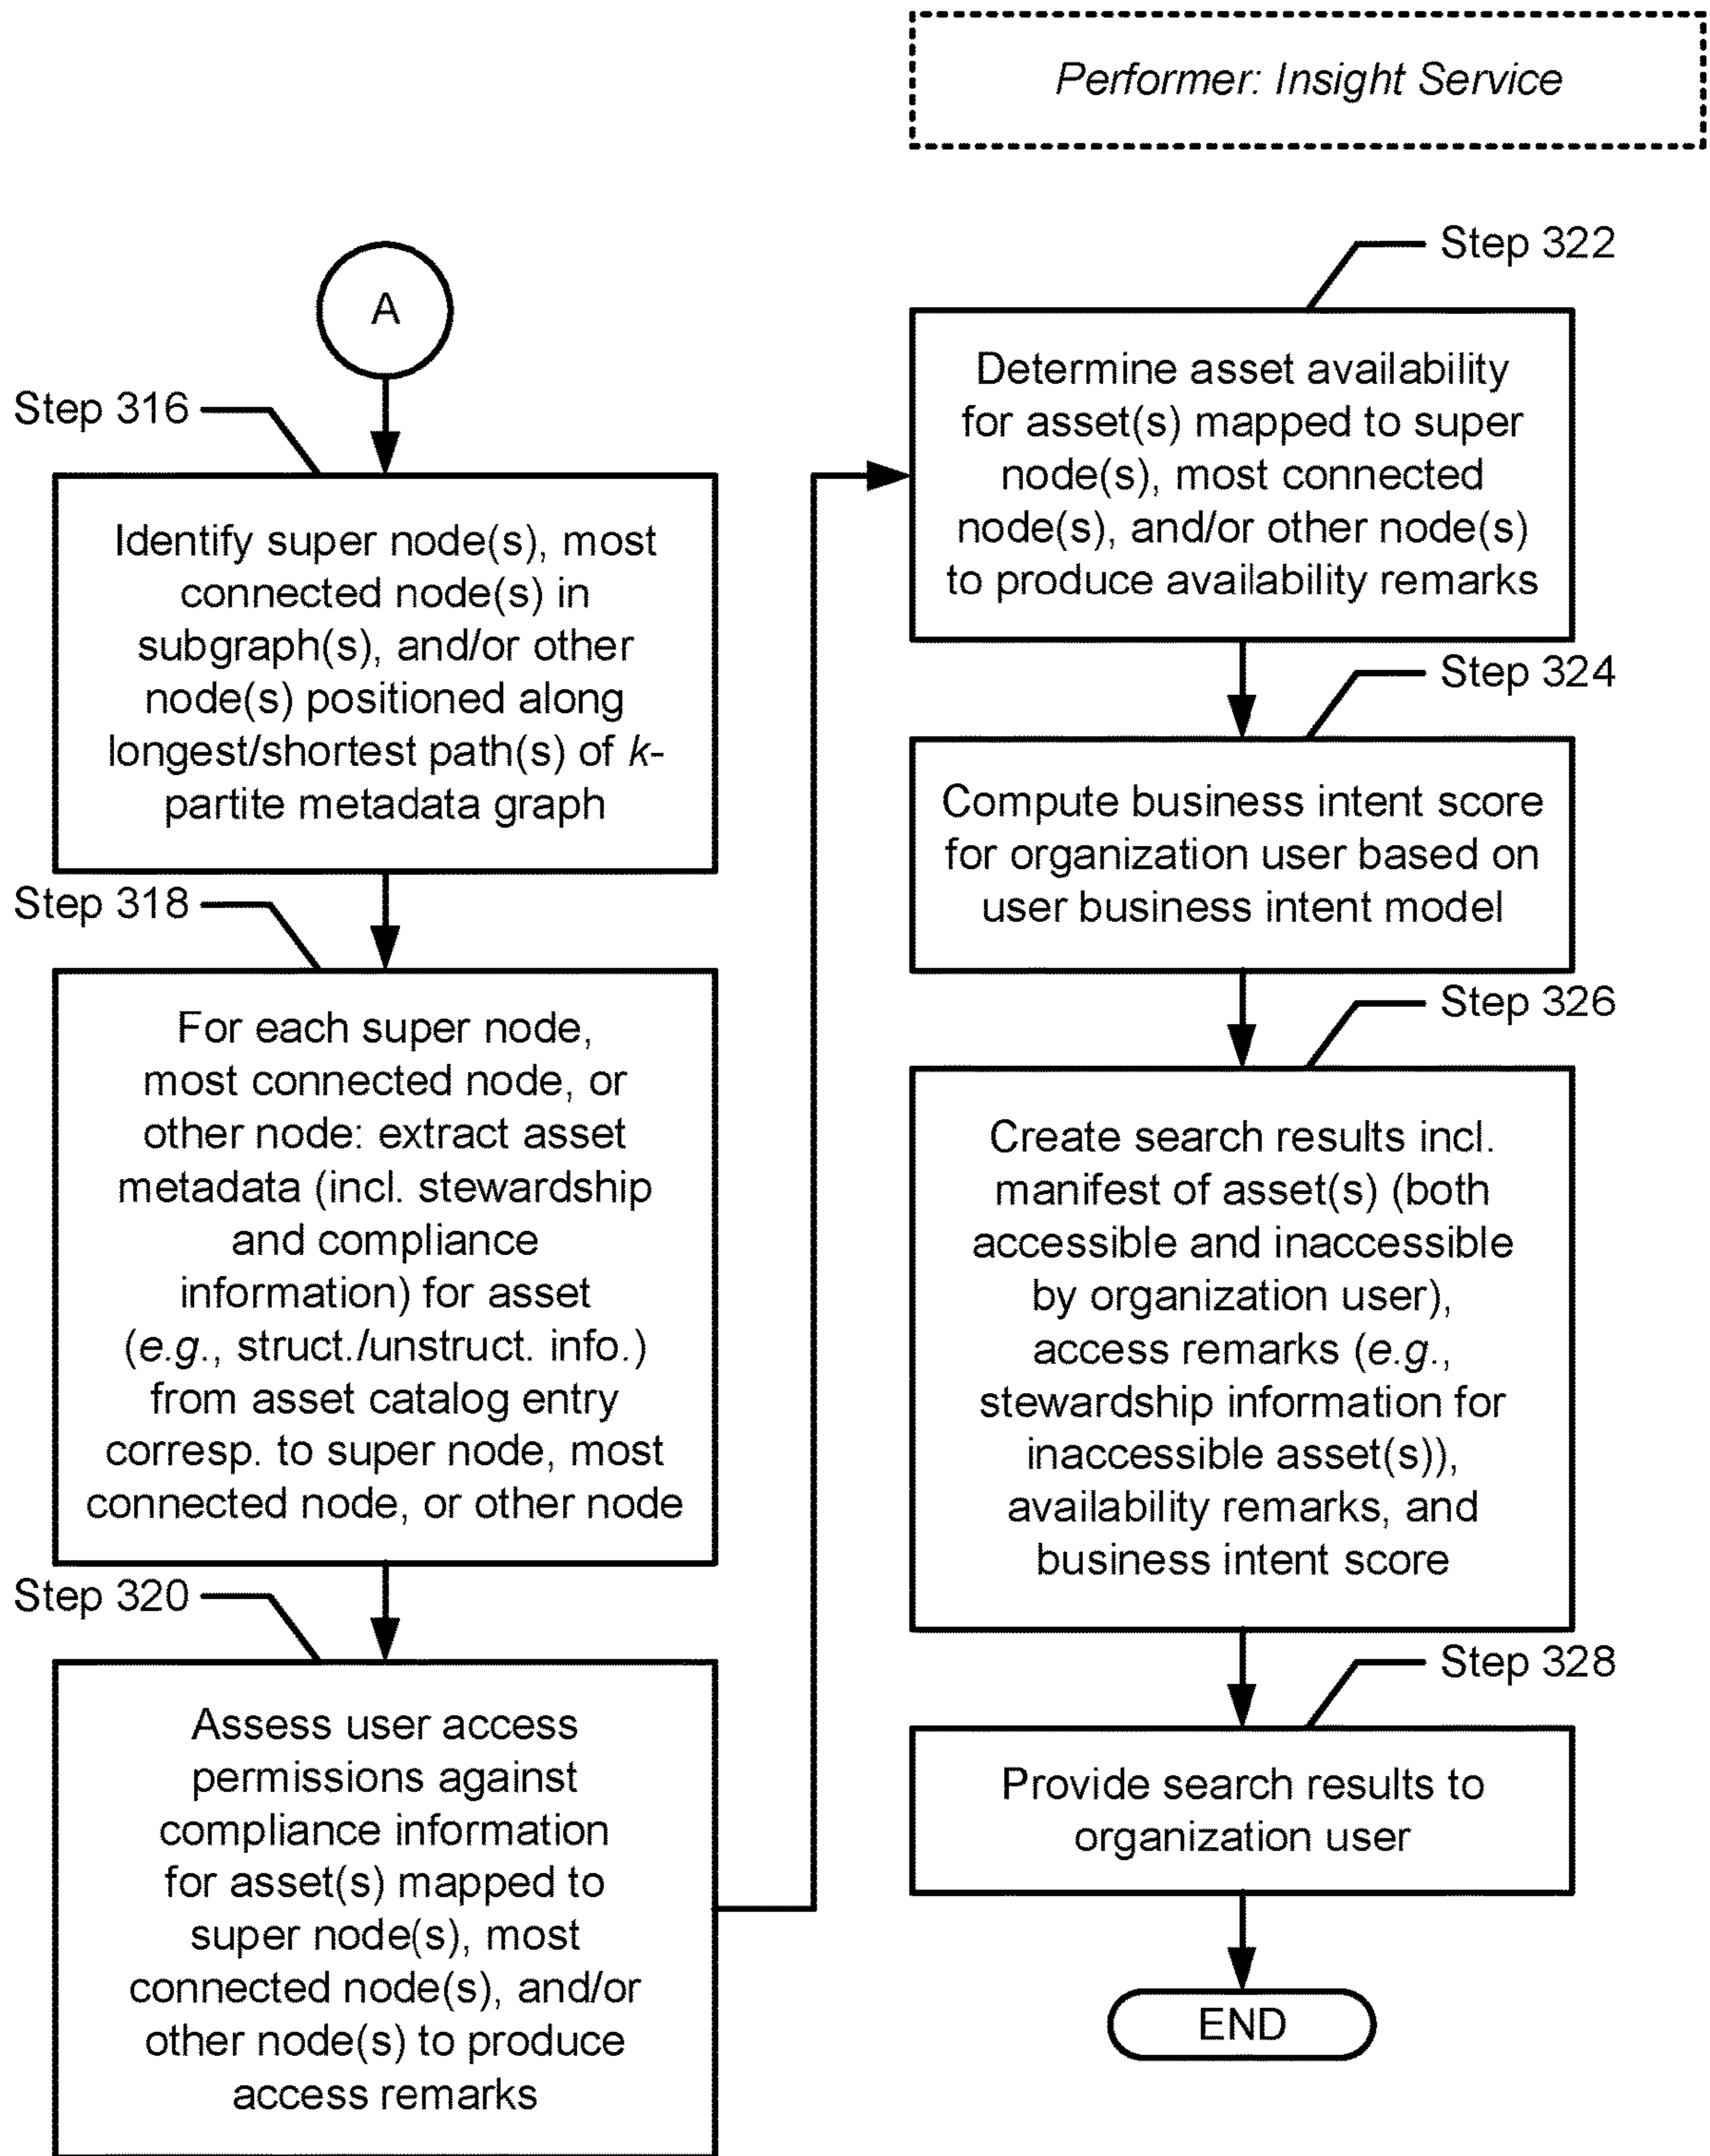 Performer: Insight Service
A
Step 316
Identify super node(s), most
connected node(s) in
subgraph(s), and/or other
node(s) positioned along
longest/shortest path(s) of k-
partite metadata graph
Step 318
For each super node,
most connected node, or
other node: extract asset
metadata (incl. stewardship
and compliance
information) for asset
(e.g., struct./unstruct. info.)
from asset catalog entry
corresp. to super node, most
connected node, or other node
Step 320
Assess user access
permissions against
compliance information
for asset(s) mapped to
super node(s), most
connected node(s), and/or
other node(s) to produce
access remarks
Step 322
Determine asset availability
for asset(s) mapped to super
node(s), most connected
node(s), and/or other node(s)
to produce availability remarks
Step 324
Compute business intent score
for organization user based on
user business intent model
Step 326
Create search results incl.
manifest of asset(s) (both
accessible and inaccessible
by organization user),
access remarks (e.g.,
stewardship information for
inaccessible asset(s)),
availability remarks, and
business intent score
Step 328
Provide search results to
organization user
END